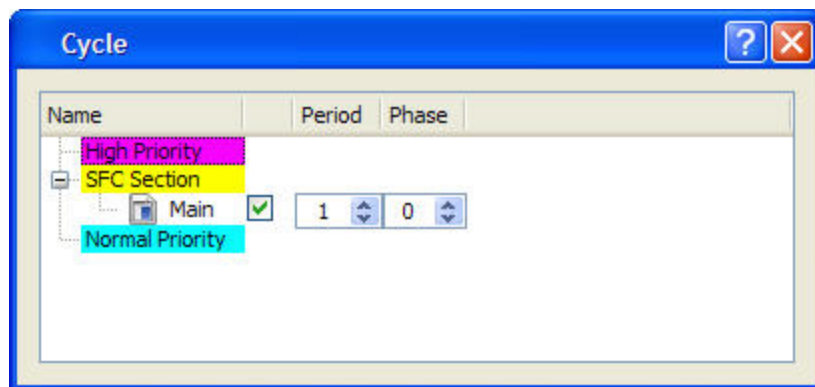 Cycle
Name Period Phase
High Priority
SFC Section
Main 1 0
Normal Priority